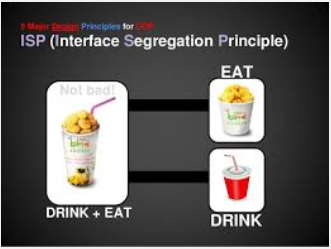 5 Major Design Principles for OOP
ISP (Interface Segregation Principle)
EAT
Not bad!
DRINK + EAT
DRINK